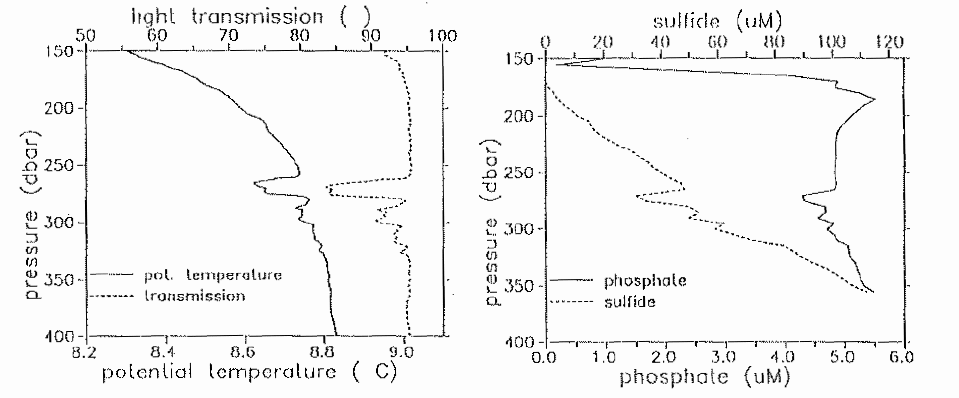 light transmission ( )
50 60 70 80 90 100
150
200
250
300
350
400
pressure (dbar)
pot. temperature
transmission
8.2 8.4 8.6 8.8 9.0
potential temperature ( C)
sulfide (uM)
0 20 40 60 80 100 120
150
200
250
300
350
400
pressure (dbar)
phosphate
sulfide
0.0 1.0 2.0 3.0 4.0 5.0 6.0
phosphate (uM)